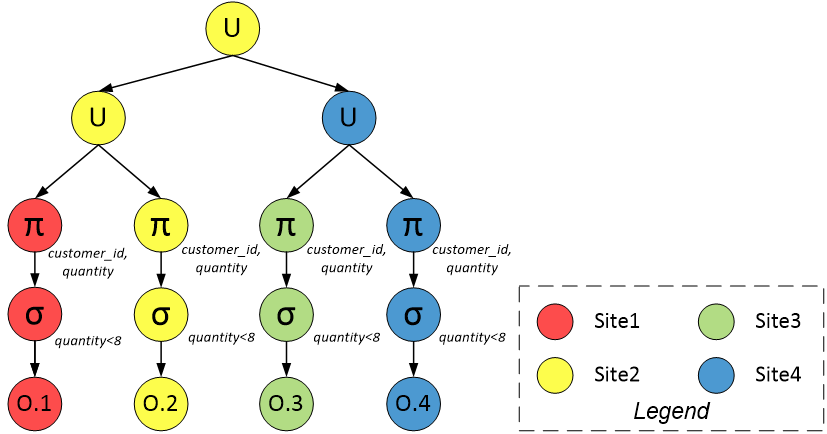 U
U
U
π
π
π
π
customer_id,
quantity
customer_id,
quantity
customer_id,
quantity
customer_id,
quantity
σ
σ
σ
σ
quantity<8
quantity<8
quantity<8
quantity<8
O.1
O.2
O.3
O.4
Site1
Site3
Site2
Site4
Legend